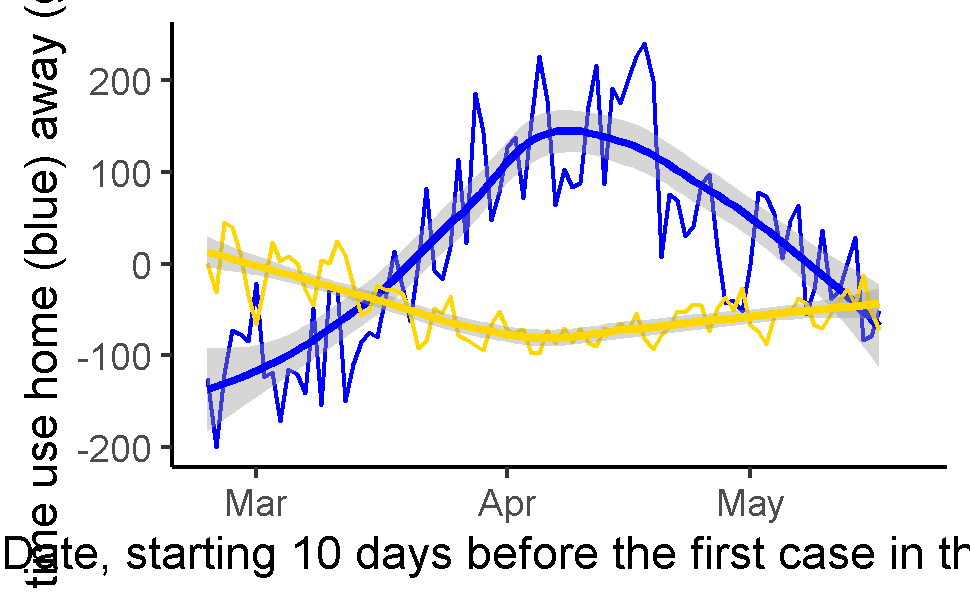 time use home (blue) away (
200
100
0
-100
-200
Mar Apr May
Date, starting 10 days before the first case in th